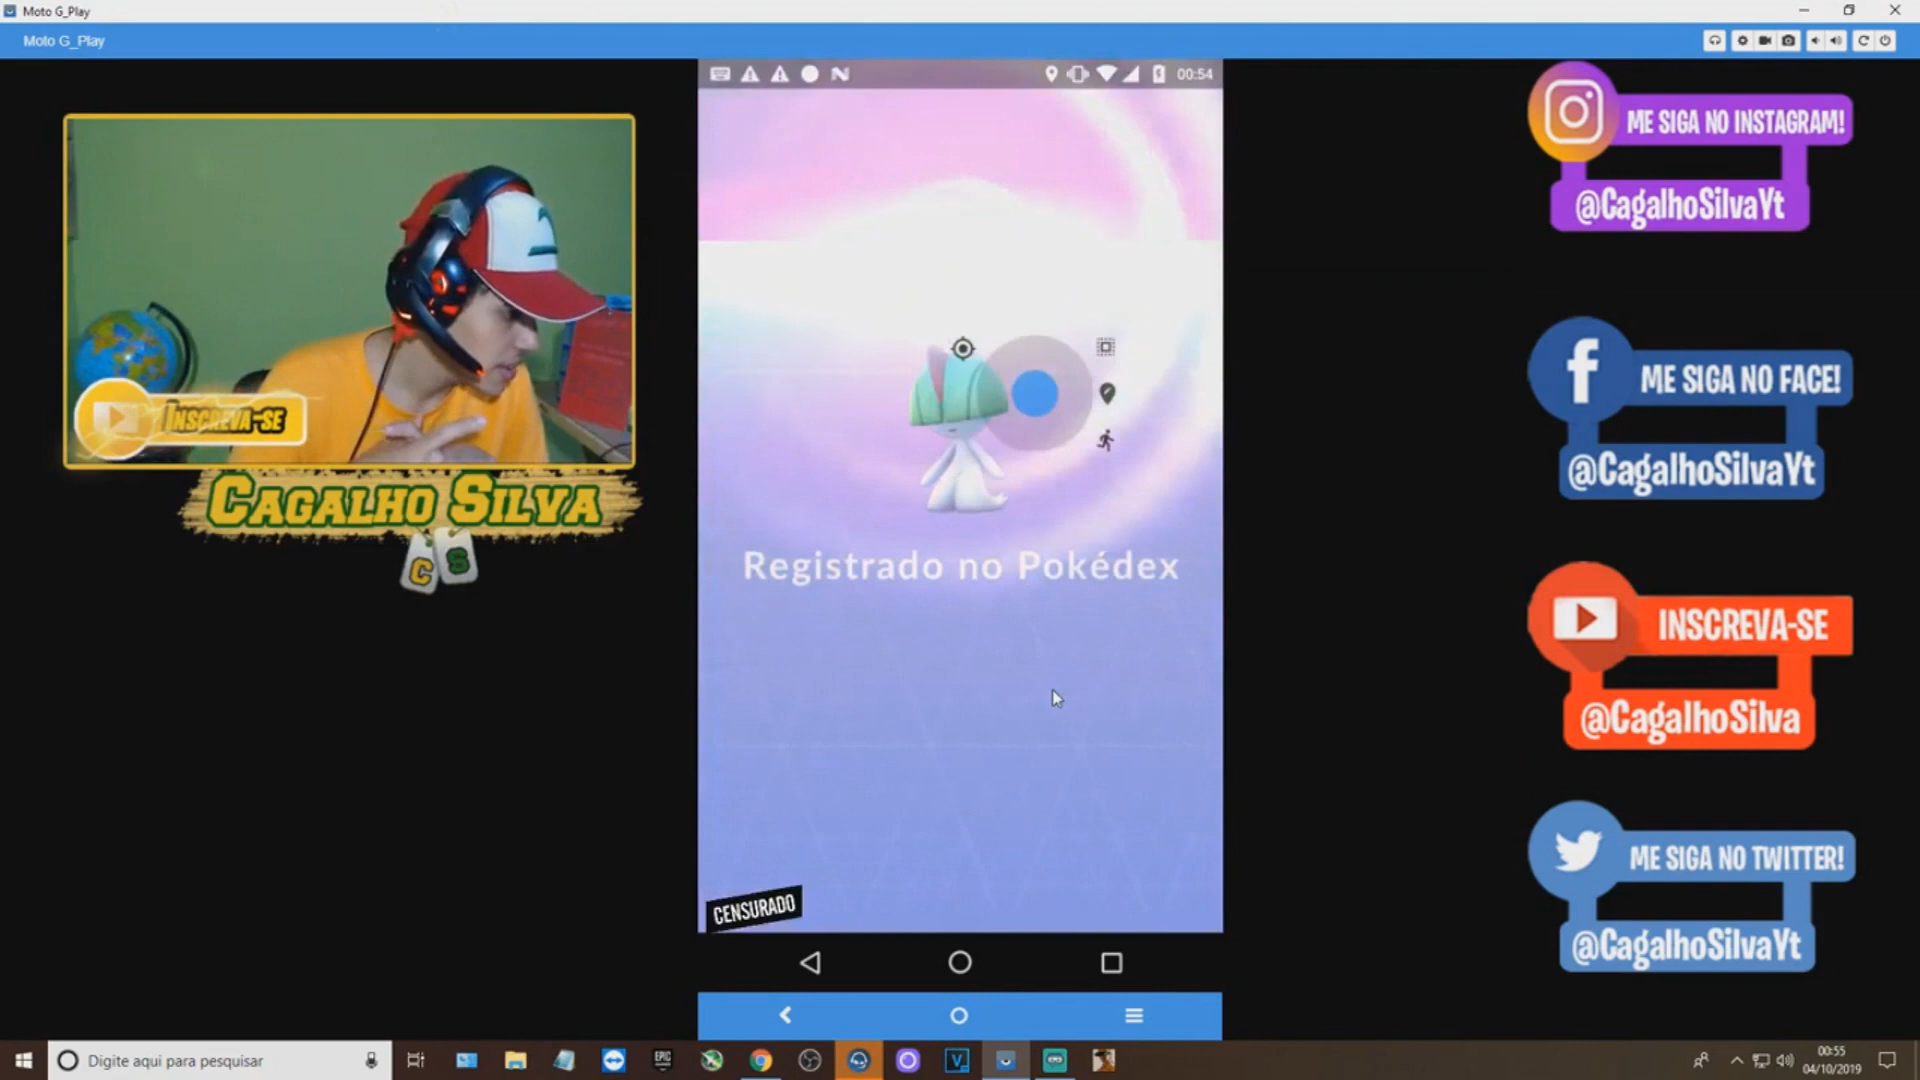 Moto G_Play
Moto G_Play
00:54
ME SIGA NO INSTAGRAM!
@CagalhoSilvaYt
INSCREVA-SE
CAGALHO SILVA
C S
ME SIGA NO FACE!
@CagalhoSilvaYt
Registrado no Pokédex
INSCREVA-SE
@CagalhoSilva
ME SIGA NO TWITTER!
@CagalhoSilvaYt
CENSURADO
Digite aqui para pesquisar
EPIC
V
00:55
04/10/2019